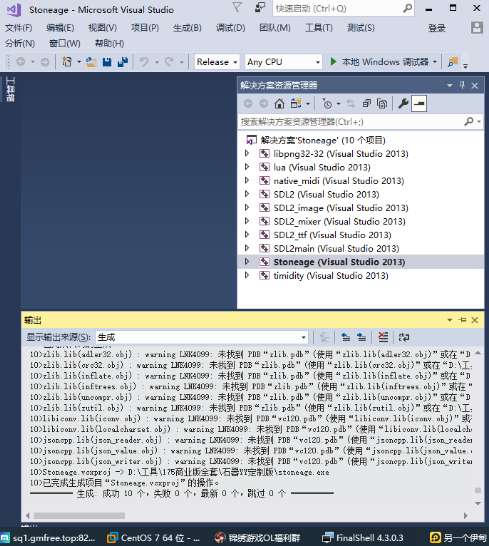 Stoneage - Microsoft Visual Studio
快速启动 (Ctrl+Q)
文件(F) 编辑(E) 视图(V) 项目(P) 生成(B) 调试(D) 团队(M) 工具(T) 测试(S) 登录
分析(N) 窗口(W) 帮助(H)
Release Any CPU 本地 Windows 调试器
工具箱
解决方案资源管理器
搜索解决方案资源管理器(Ctrl+;)
解决方案'Stoneage' (10 个项目)
libpng32-32 (Visual Studio 2013)
lua (Visual Studio 2013)
native_midi (Visual Studio 2013)
SDL2 (Visual Studio 2013)
SDL2_image (Visual Studio 2013)
SDL2_mixer (Visual Studio 2013)
SDL2_ttf (Visual Studio 2013)
SDL2main (Visual Studio 2013)
Stoneage (Visual Studio 2013)
timidity (Visual Studio 2013)
输出
显示输出来源(S): 生成
10>zlib.lib(adler32.obj) : warning LNK4099: 未找到 PDB“zlib.pdb”(使用“zlib.lib(adler32.obj)”或在“D:\工
10>zlib.lib(crc32.obj) : warning LNK4099: 未找到 PDB“zlib.pdb”(使用“zlib.lib(crc32.obj)”或在“D:\工具
10>zlib.lib(inflate.obj) : warning LNK4099: 未找到 PDB“zlib.pdb”(使用“zlib.lib(inflate.obj)”或在“D:\工
10>zlib.lib(inftrees.obj) : warning LNK4099: 未找到 PDB“zlib.pdb”(使用“zlib.lib(inftrees.obj)”或在“D
10>zlib.lib(uncompr.obj) : warning LNK4099: 未找到 PDB“zlib.pdb”(使用“zlib.lib(uncompr.obj)”或在“D:\工
10>zlib.lib(zutil.obj) : warning LNK4099: 未找到 PDB“zlib.pdb”(使用“zlib.lib(zutil.obj)”或在“D:\工具
10>libiconv.lib(iconv.obj) : warning LNK4099: 未找到 PDB“vc120.pdb”(使用“libiconv.lib(iconv.obj)”或
10>libiconv.lib(localcharset.obj) : warning LNK4099: 未找到 PDB“vc120.pdb”(使用“libiconv.lib(localch
10>jsoncpp.lib(json_reader.obj) : warning LNK4099: 未找到 PDB“vc120.pdb”(使用“jsoncpp.lib(json_reade
10>jsoncpp.lib(json_value.obj) : warning LNK4099: 未找到 PDB“vc120.pdb”(使用“jsoncpp.lib(json_value.
10>jsoncpp.lib(json_writer.obj) : warning LNK4099: 未找到 PDB“vc120.pdb”(使用“jsoncpp.lib(json_writer
10>Stoneage.vcxproj -> D:\工具\175商业版全套\石器YY定制版\stoneage.exe
10>已完成生成项目“Stoneage.vcxproj”的操作。
========== 生成: 成功 10 个，失败 0 个，最新 0 个，跳过 0 个 ==========
sq1.gmfree.top:82... CentOS 7 64 位 - ... 锦绣游戏OL福利群 FinalShell 4.3.0.3 另一个伊甸